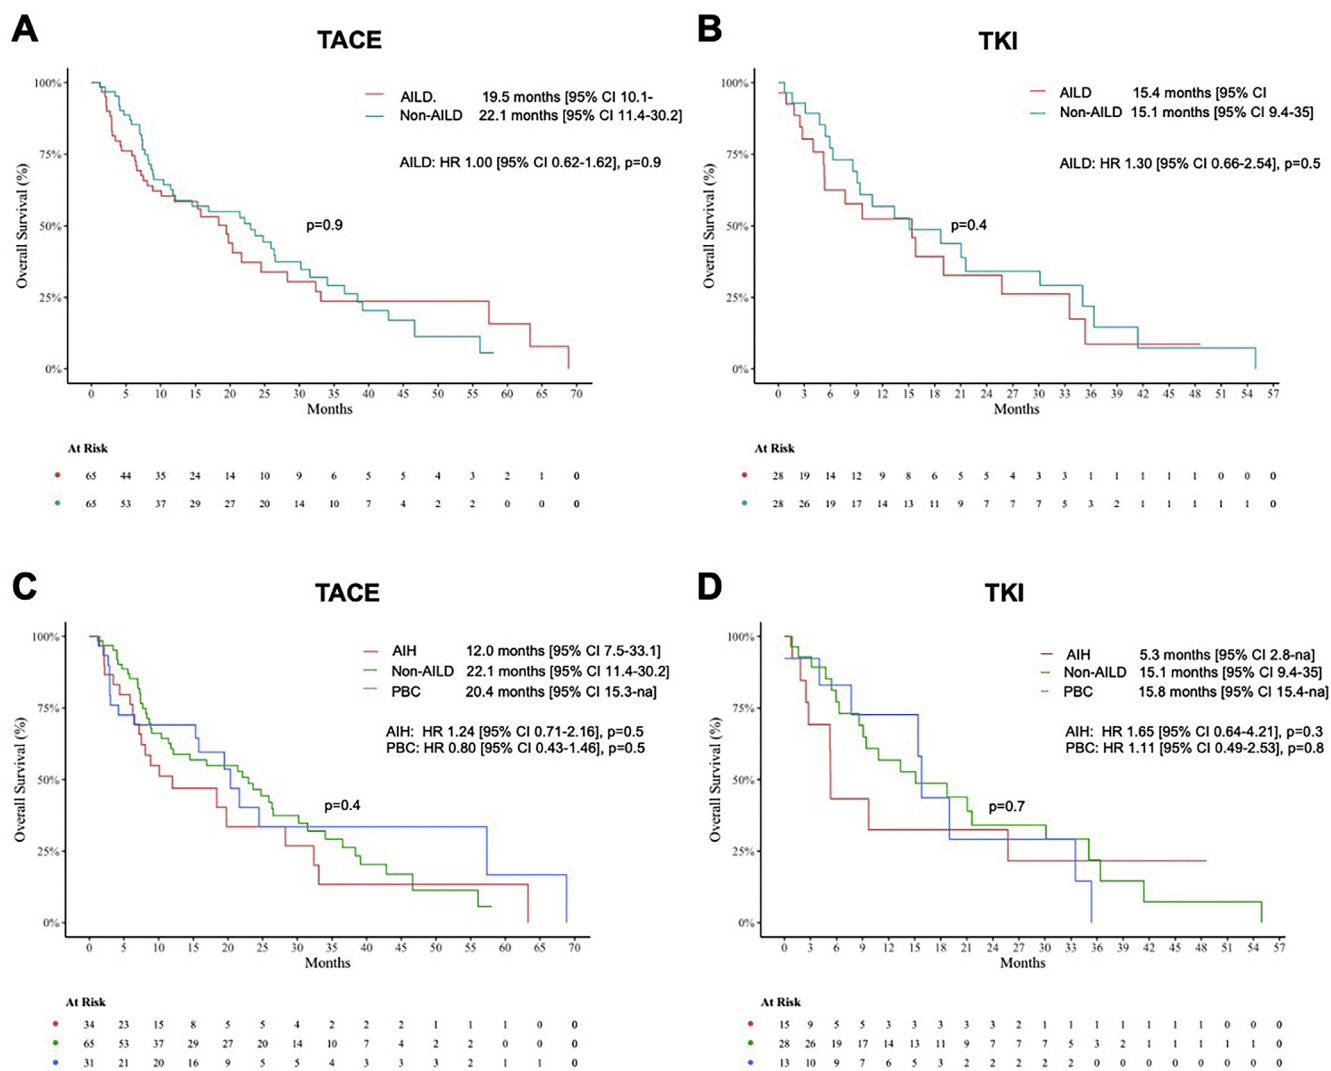 A
TACE
100%
75%
50%
25%
0%
Overall Survival (%)
AILD. 19.5 months [95% CI 10.1-
Non-AILD 22.1 months [95% CI 11.4-30.2]
AILD: HR 1.00 [95% CI 0.62-1.62], p=0.9
p=0.9
0 5 10 15 20 25 30 35 40 45 50 55 60 65 70
Months
At Risk
65 44 35 24 14 10 9 6 5 5 4 3 2 1 0
65 53 37 29 27 20 14 10 7 4 2 2 0 0 0
B
TKI
100%
75%
50%
25%
0%
Overall Survival (%)
AILD 15.4 months [95% CI
Non-AILD 15.1 months [95% CI 9.4-35]
AILD: HR 1.30 [95% CI 0.66-2.54], p=0.5
p=0.4
0 3 6 9 12 15 18 21 24 27 30 33 36 39 42 45 48 51 54 57
Months
At Risk
28 19 14 12 9 8 6 5 5 4 3 3 1 1 1 1 1 0 0 0
28 26 19 17 14 13 11 9 7 7 7 5 3 2 1 1 1 1 1 0
C
TACE
100%
75%
50%
25%
0%
Overall Survival (%)
AIH 12.0 months [95% CI 7.5-33.1]
Non-AILD 22.1 months [95% CI 11.4-30.2]
PBC 20.4 months [95% CI 15.3-na]
AIH: HR 1.24 [95% CI 0.71-2.16], p=0.5
PBC: HR 0.80 [95% CI 0.43-1.46], p=0.5
p=0.4
0 5 10 15 20 25 30 35 40 45 50 55 60 65 70
Months
At Risk
34 23 15 8 5 5 4 2 2 2 1 1 1 0 0
65 53 37 29 27 20 14 10 7 4 2 2 0 0 0
31 21 20 16 9 5 5 4 3 3 3 2 1 1 0
D
TKI
100%
75%
50%
25%
0%
Overall Survival (%)
AIH 5.3 months [95% CI 2.8-na]
Non-AILD 15.1 months [95% CI 9.4-35]
PBC 15.8 months [95% CI 15.4-na]
AIH: HR 1.65 [95% CI 0.64-4.21], p=0.3
PBC: HR 1.11 [95% CI 0.49-2.53], p=0.8
p=0.7
0 3 6 9 12 15 18 21 24 27 30 33 36 39 42 45 48 51 54 57
Months
At Risk
15 9 5 5 3 3 3 3 3 2 1 1 1 1 1 1 1 0 0 0
28 26 19 17 14 13 11 9 7 7 7 5 3 2 1 1 1 1 1 0
13 10 9 7 6 5 3 2 2 2 2 2 0 0 0 0 0 0 0 0